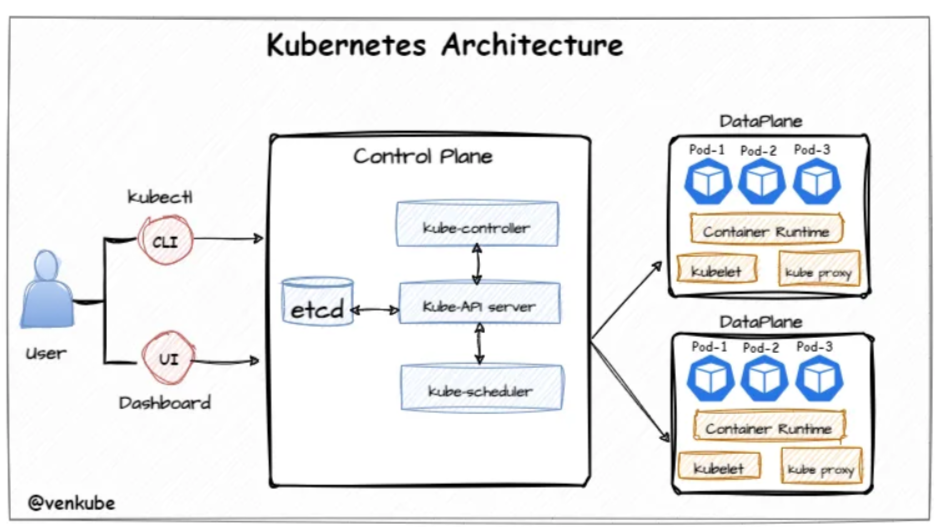 Kubernetes Architecture
kubectl
CLI
User
UI
Dashboard
Control Plane
kube-controller
etcd
Kube-API server
kube-scheduler
DataPlane
Pod-1 Pod-2 Pod-3
Container Runtime
kubelet kube proxy
DataPlane
Pod-1 Pod-2 Pod-3
Container Runtime
kubelet kube proxy
@venkube